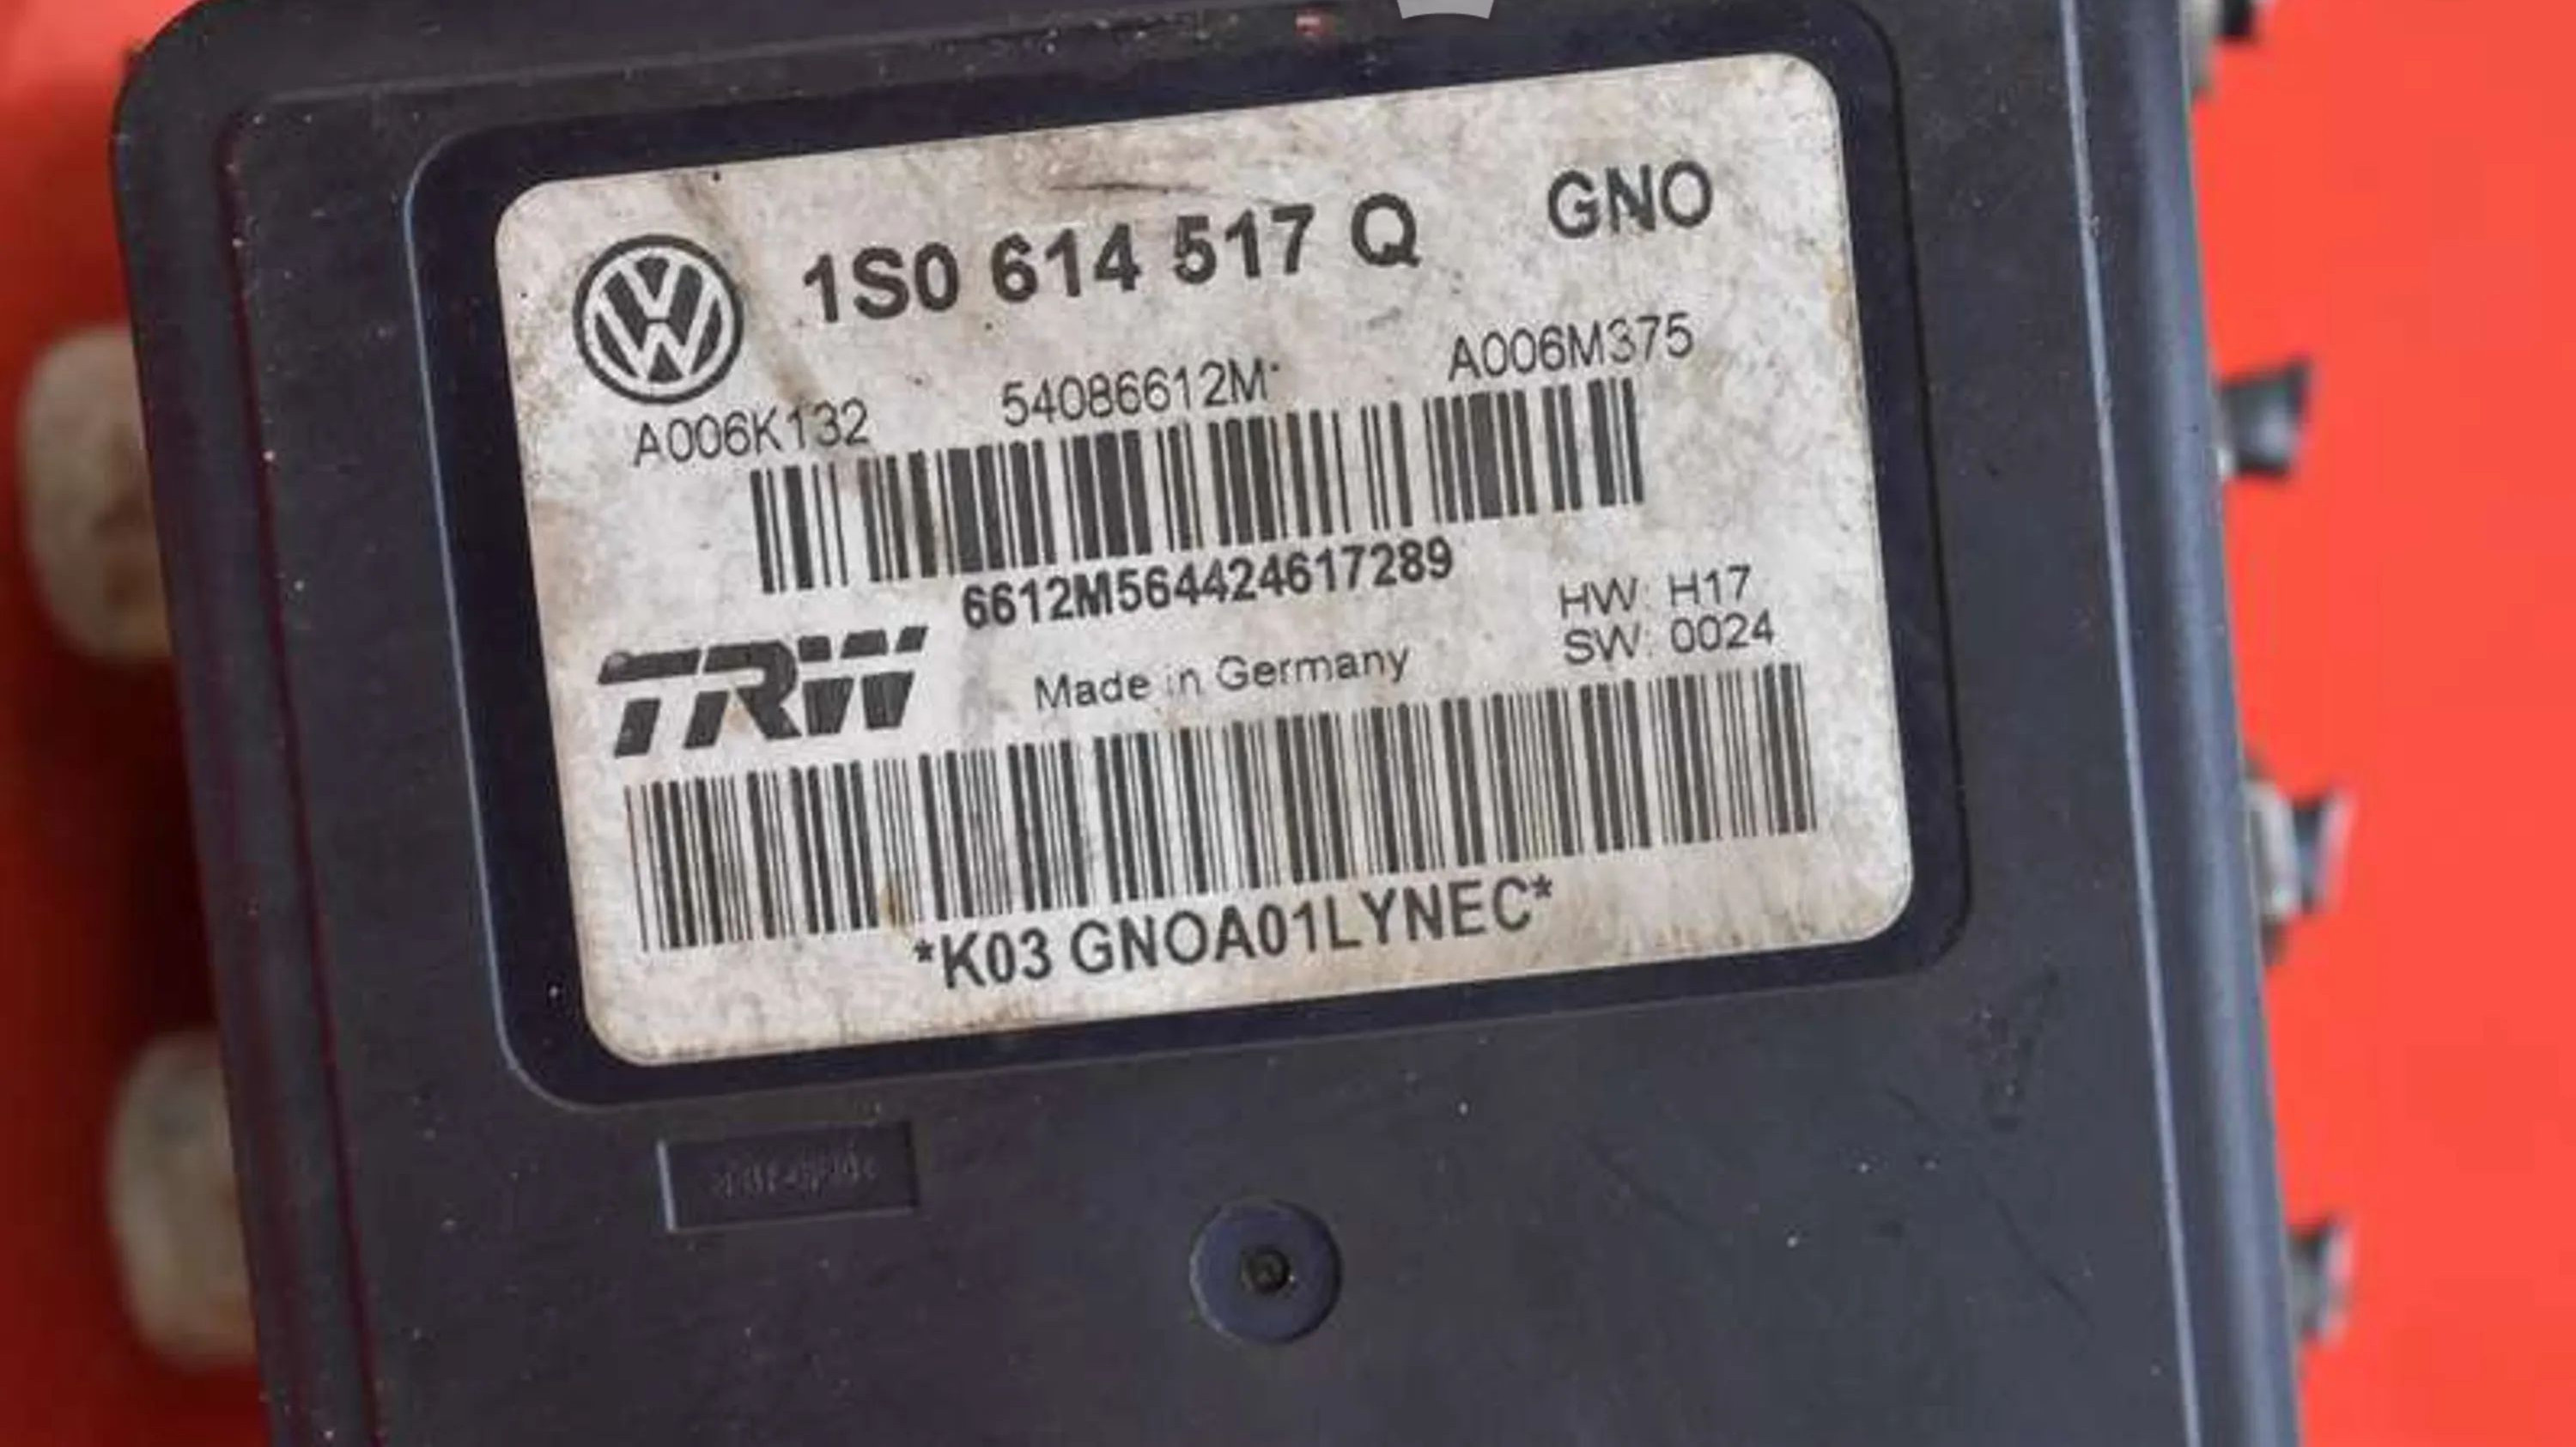 1S0 614 517 Q GNO
A006K132 54086612M* A006M375
6612M564424617289
HW: H17
SW: 0024
TRW Made in Germany
*K03 GNOA01LYNEC*